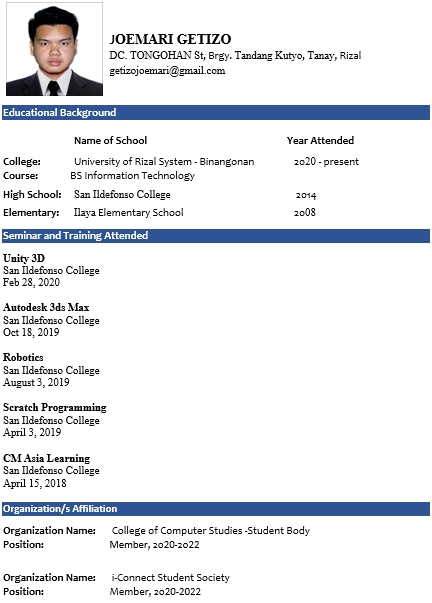 JOEMARI GETIZO
DC. TONGOHAN St, Brgy. Tandang Kutyo, Tanay, Rizal
getizojoemari@gmail.com
Educational Background
Name of School Year Attended
College: University of Rizal System - Binangonan 2020 - present
Course: BS Information Technology
High School: San Ildefonso College 2014
Elementary: Ilaya Elementary School 2008
Seminar and Training Attended
Unity 3D
San Ildefonso College
Feb 28, 2020
Autodesk 3ds Max
San Ildefonso College
Oct 18, 2019
Robotics
San Ildefonso College
August 3, 2019
Scratch Programming
San Ildefonso College
April 3, 2019
CM Asia Learning
San Ildefonso College
April 15, 2018
Organization/s Affiliation
Organization Name: College of Computer Studies -Student Body
Position: Member, 2020-2022
Organization Name: i-Connect Student Society
Position: Member, 2020-2022